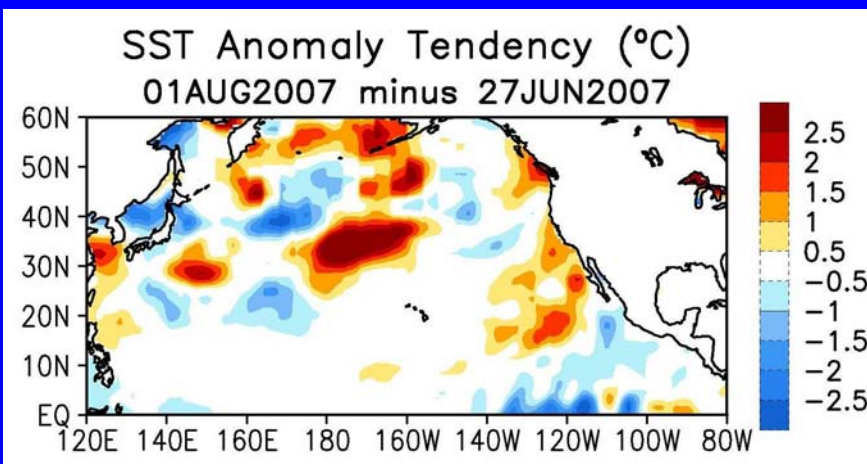 SST Anomaly Tendency (ºC)
01AUG2007 minus 27JUN2007
60N
50N
40N
30N
20N
10N
EQ
120E 140E 160E 180 160W 140W 120W 100W 80W
2.5
2
1.5
1
0.5
−0.5
−1
−1.5
−2
−2.5